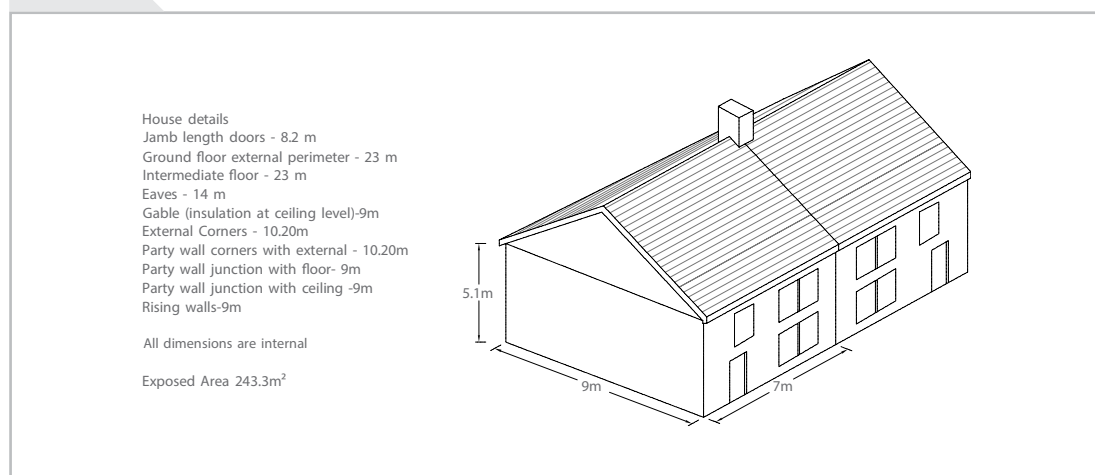 House details
Jamb length doors - 8.2 m
Ground floor external perimeter - 23 m
Intermediate floor - 23 m
Eaves - 14 m
Gable (insulation at ceiling level)-9m
External Corners - 10.20m
Party wall corners with external - 10.20m
Party wall junction with floor- 9m
Party wall junction with ceiling -9m
Rising walls-9m
All dimensions are internal
Exposed Area 243.3m²
5.1m
9m
7m